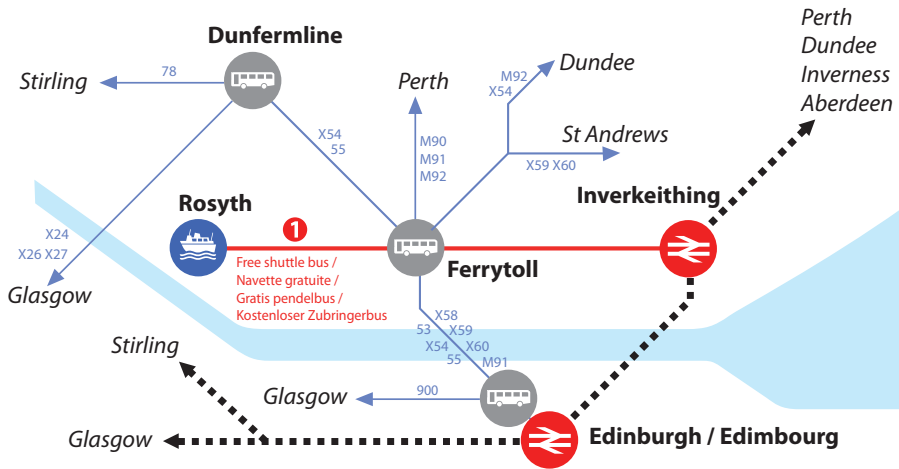 Perth
Dundee
Inverness
Aberdeen
Dunfermline
Stirling
78
Perth
M92
X54
Dundee
X54
55
M90
M91
M92
St Andrews
X59 X60
Rosyth
Inverkeithing
X24
X26 X27
Glasgow
1
Free shuttle bus /
Navette gratuite /
Gratis pendelbus /
Kostenloser Zubringerbus
Ferrytoll
X58
53 X59
X54 X60
55 M91
Stirling
Glasgow
900
Glasgow
Edinburgh / Edimbourg